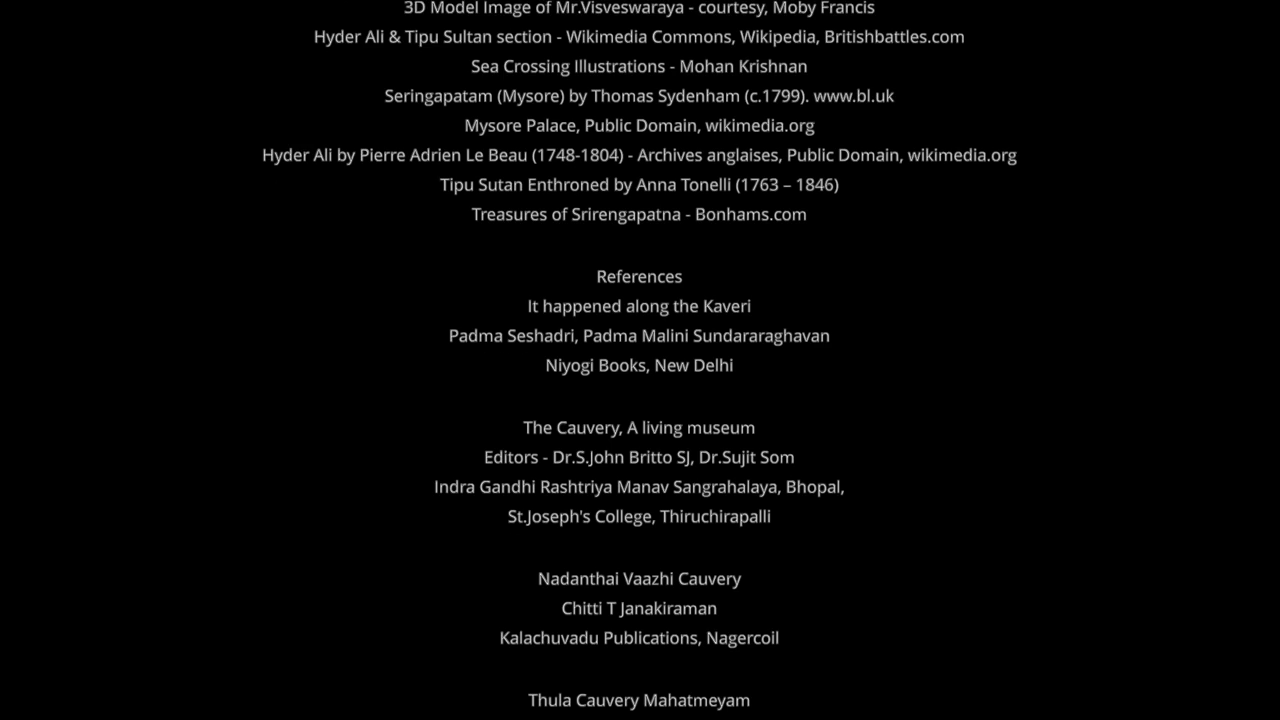 3D Model Image of Mr.Visveswaraya - courtesy, Moby Francis
Hyder Ali & Tipu Sultan section - Wikimedia Commons, Wikipedia, Britishbattles.com
Sea Crossing Illustrations - Mohan Krishnan
Seringapatam (Mysore) by Thomas Sydenham (c.1799). www.bl.uk
Mysore Palace, Public Domain, wikimedia.org
Hyder Ali by Pierre Adrien Le Beau (1748-1804) - Archives anglaises, Public Domain, wikimedia.org
Tipu Sutan Enthroned by Anna Tonelli (1763 – 1846)
Treasures of Srirengapatna - Bonhams.com
References
It happened along the Kaveri
Padma Seshadri, Padma Malini Sundararaghavan
Niyogi Books, New Delhi
The Cauvery, A living museum
Editors - Dr.S.John Britto SJ, Dr.Sujit Som
Indra Gandhi Rashtriya Manav Sangrahalaya, Bhopal,
St.Joseph's College, Thiruchirapalli
Nadanthai Vaazhi Cauvery
Chitti T Janakiraman
Kalachuvadu Publications, Nagercoil
Thula Cauvery Mahatmeyam